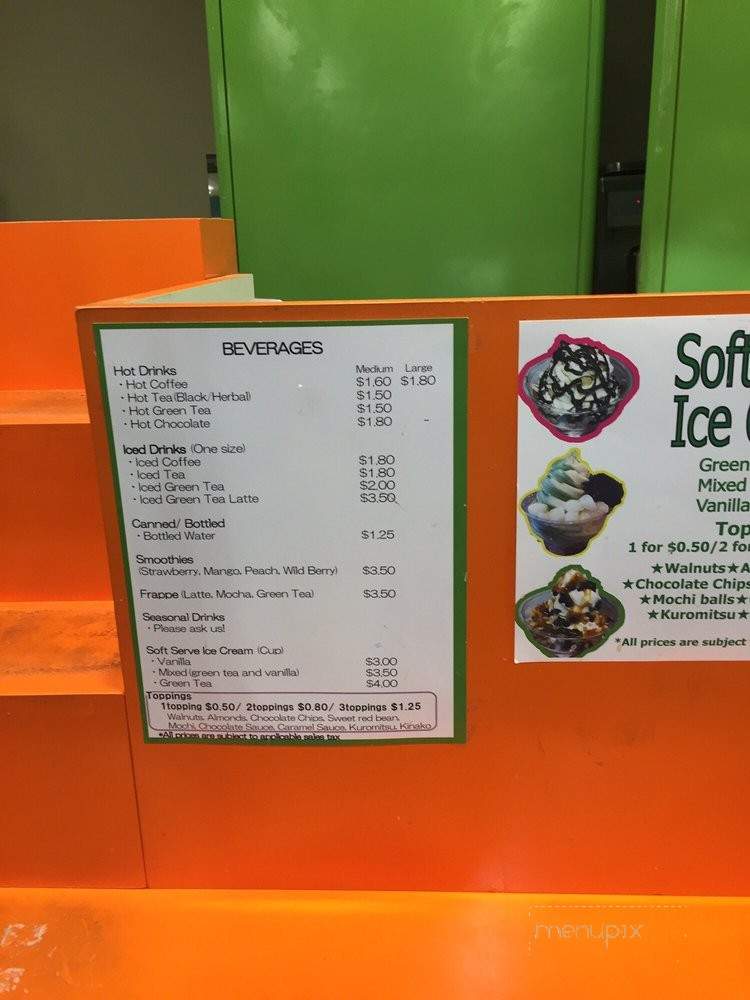 BEVERAGES
Hot Drinks Medium Large
・Hot Coffee $1.60 $1.80
・Hot Tea(Black/Herbal) $1.50
・Hot Green Tea $1.50
・Hot Chocolate $1.80 -
Iced Drinks (One size)
・Iced Coffee $1.80
・Iced Tea $1.80
・Iced Green Tea $2.00
・Iced Green Tea Latte $3.50
Canned/ Bottled
・Bottled Water $1.25
Smoothies
(Strawberry, Mango, Peach, Wild Berry) $3.50
Frappe (Latte, Mocha, Green Tea) $3.50
Seasonal Drinks
・Please ask us!
Soft Serve Ice Cream (Cup)
・Vanilla $3.00
・Mixed(green tea and vanilla) $3.50
・Green Tea $4.00
Toppings
1topping $0.50/ 2toppings $0.80/ 3toppings $1.25
Walnuts, Almonds, Chocolate Chips, Sweet red bean,
Mochi, Chocolate Sauce, Caramel Sauce, Kuromitsu, Kinako
*All prices are subject to applicable sales tax
Soft
Ice
Green
Mixed
Vanilla
Top
1 for $0.50/2 for
★Walnuts★A
★Chocolate Chips
★Mochi balls★
★Kuromitsu★
*All prices are subject
menupix